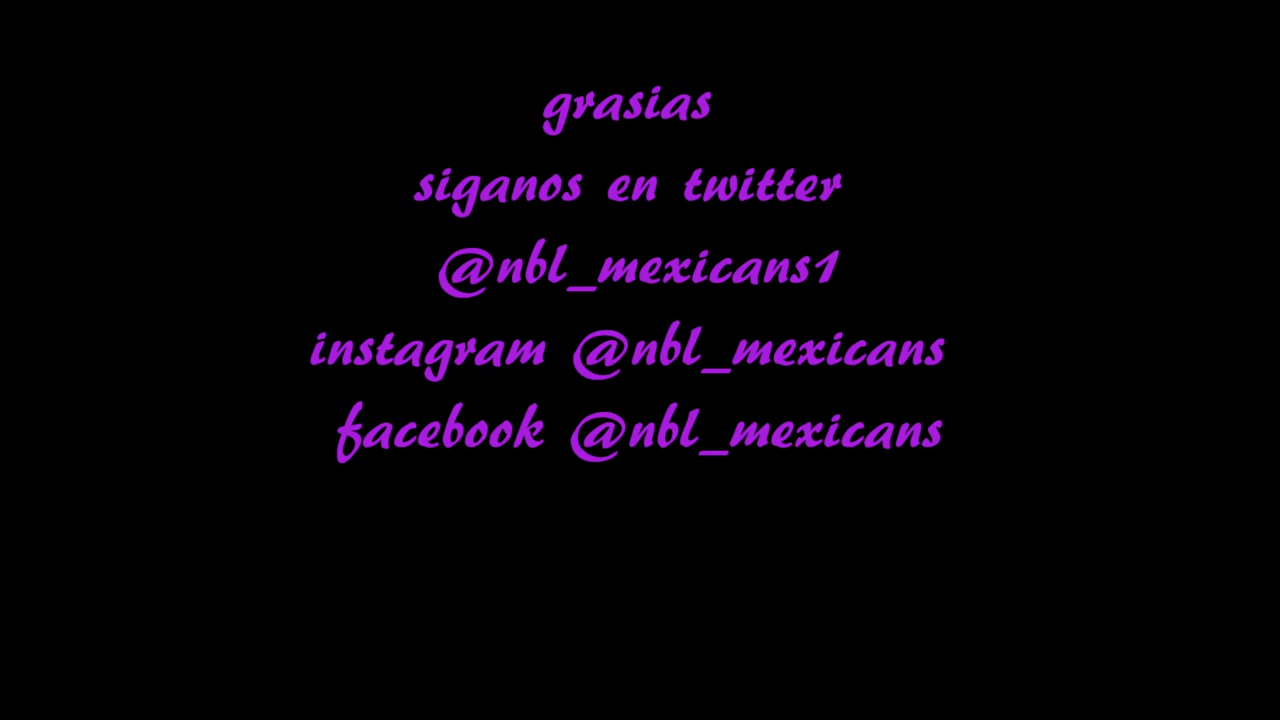 grasias
siganos en twitter
@nbl_mexicans1
instagram @nbl_mexicans
facebook @nbl_mexicans